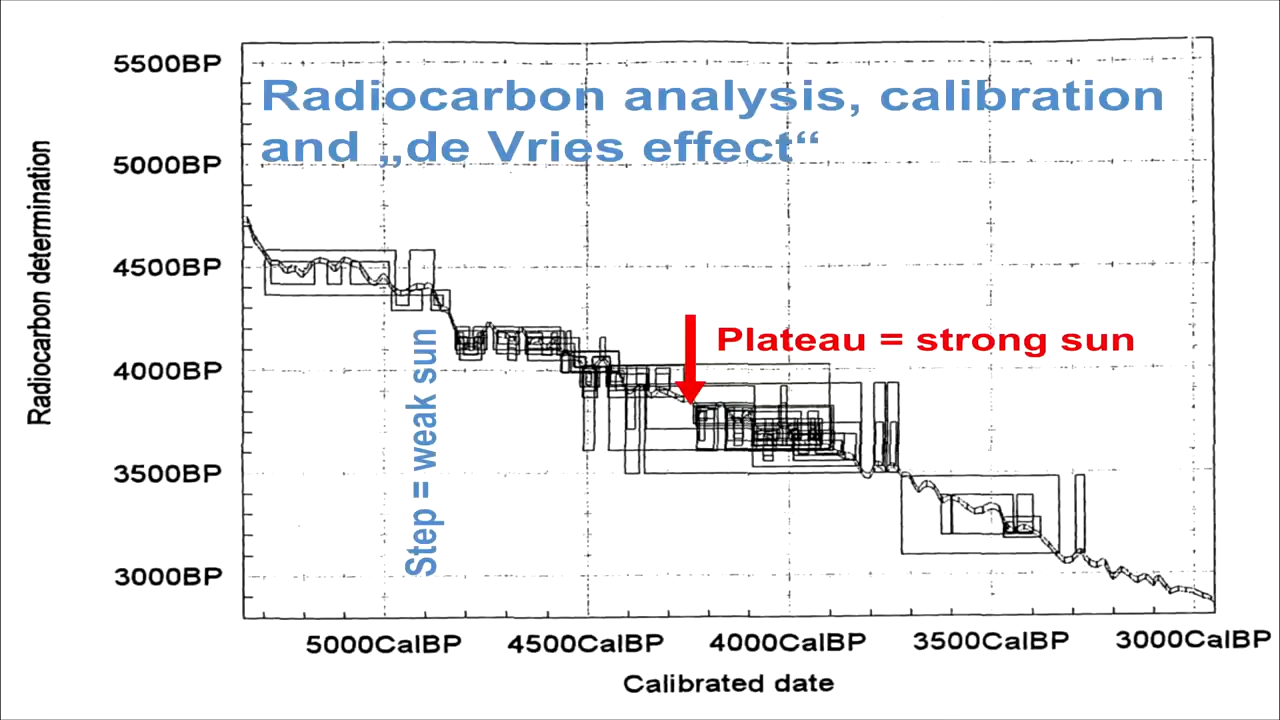 Radiocarbon analysis, calibration
and „de Vries effect“
5500BP
5000BP
4500BP
4000BP
3500BP
3000BP
Radiocarbon determination
Plateau = strong sun
Step = weak sun
5000CalBP 4500CalBP 4000CalBP 3500CalBP 3000CalBP
Calibrated date